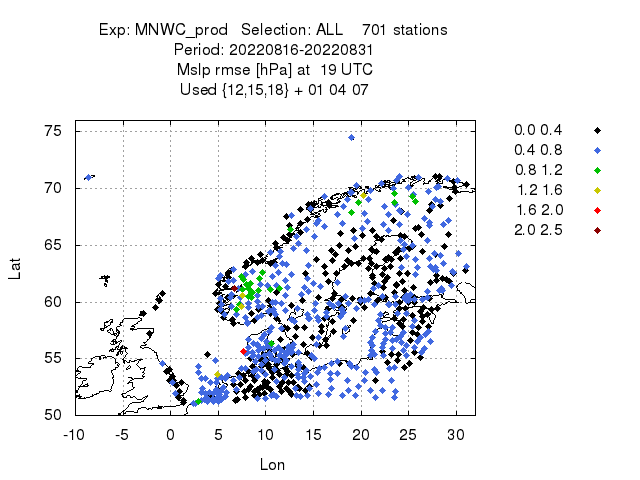 Exp: MNWC_prod   Selection: ALL    701 stations
Period: 20220816-20220831
Mslp rmse [hPa] at  19 UTC
Used {12,15,18} + 01 04 07
75
70
65
60
55
50
Lat
-10 -5 0 5 10 15 20 25 30
Lon
0.0 0.4
0.4 0.8
0.8 1.2
1.2 1.6
1.6 2.0
2.0 2.5